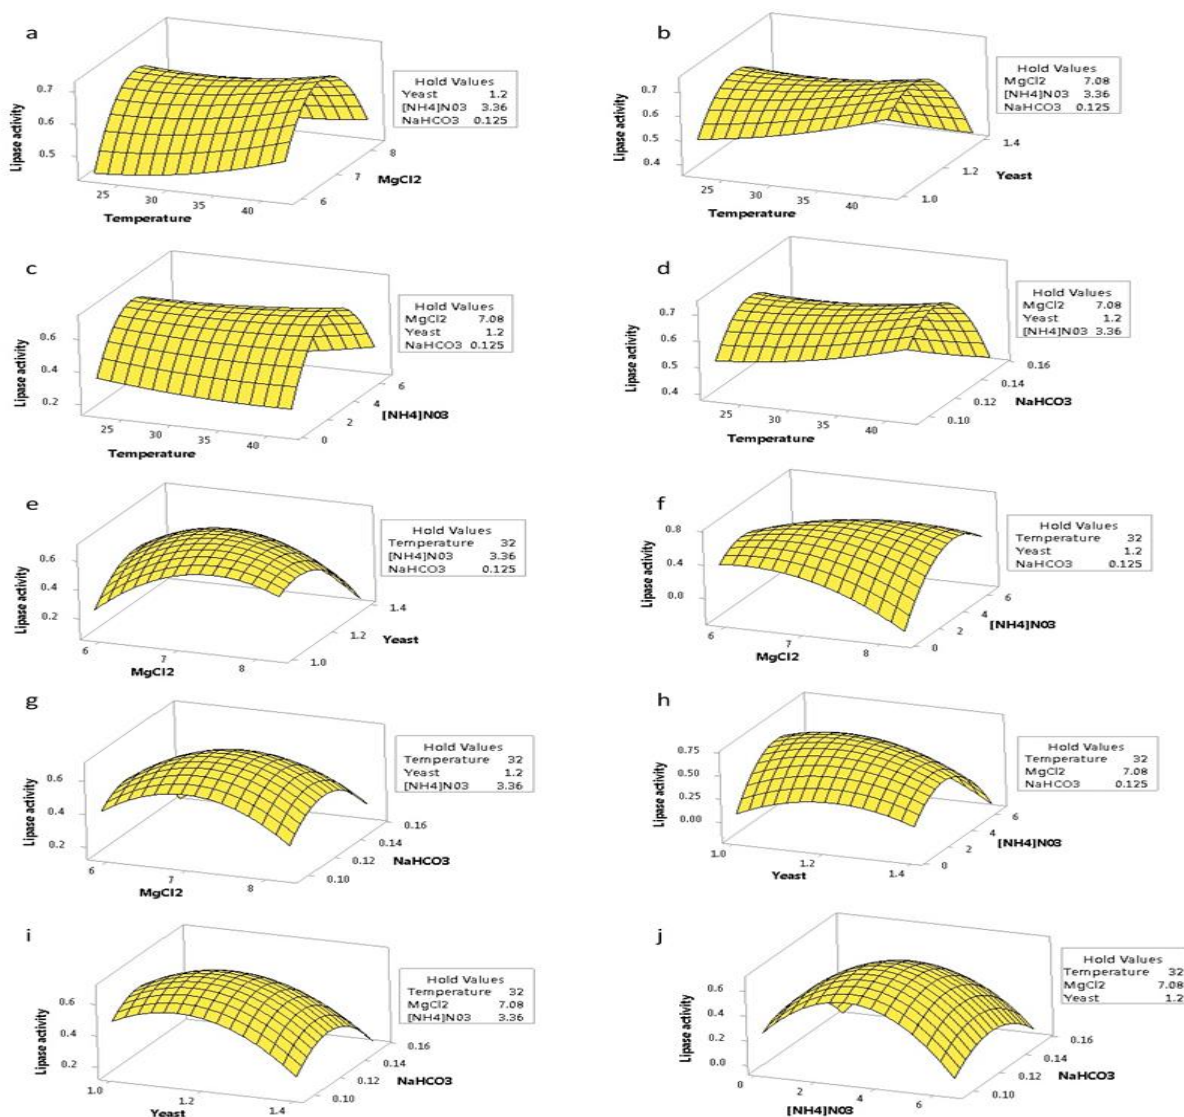 a
Lipase activity
0.7
0.6
0.5
25
30
35
40
Temperature
6
7
8
MgCl2
Hold Values
Yeast 1.2
[NH4]N03 3.36
NaHCO3 0.125
b
Lipase activity
0.7
0.6
0.5
0.4
25
30
35
40
Temperature
1.0
1.2
1.4
Yeast
Hold Values
MgCl2 7.08
[NH4]N03 3.36
NaHCO3 0.125
c
Lipase activity
0.6
0.4
0.2
25
30
35
40
Temperature
0
2
4
6
[NH4]N03
Hold Values
MgCl2 7.08
Yeast 1.2
NaHCO3 0.125
d
Lipase activity
0.7
0.6
0.5
0.4
25
30
35
40
Temperature
0.10
0.12
0.14
0.16
NaHCO3
Hold Values
MgCl2 7.08
Yeast 1.2
[NH4]N03 3.36
e
Lipase activity
0.6
0.4
0.2
6
7
8
MgCl2
1.0
1.2
1.4
Yeast
Hold Values
Temperature 32
[NH4]N03 3.36
NaHCO3 0.125
f
Lipase activity
0.8
0.4
0.0
6
7
8
MgCl2
0
2
4
6
[NH4]N03
Hold Values
Temperature 32
Yeast 1.2
NaHCO3 0.125
g
Lipase activity
0.6
0.4
0.2
6
7
8
MgCl2
0.10
0.12
0.14
0.16
NaHCO3
Hold Values
Temperature 32
Yeast 1.2
[NH4]N03 3.36
h
Lipase activity
0.75
0.50
0.25
0.00
1.0
1.2
1.4
Yeast
0
2
4
6
[NH4]N03
Hold Values
Temperature 32
MgCl2 7.08
NaHCO3 0.125
i
Lipase activity
0.6
0.4
0.2
1.0
1.2
1.4
Yeast
0.10
0.12
0.14
0.16
NaHCO3
Hold Values
Temperature 32
MgCl2 7.08
[NH4]N03 3.36
j
Lipase activity
0.6
0.4
0.2
0.0
0
2
4
6
[NH4]N03
0.10
0.12
0.14
0.16
NaHCO3
Hold Values
Temperature 32
MgCl2 7.08
Yeast 1.2